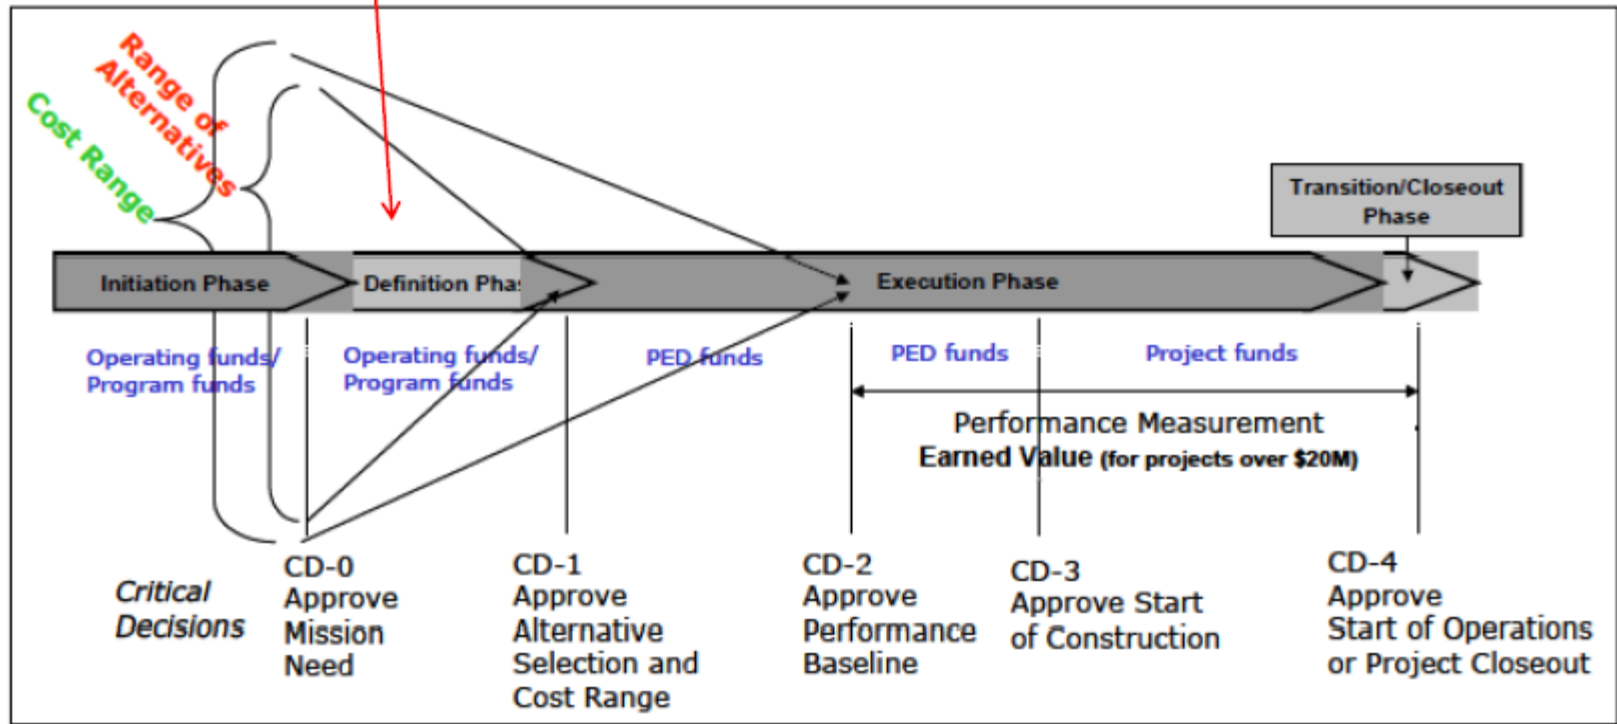 Range of
Alternatives
Cost Range
Transition/Closeout
Phase
Initiation Phase
Definition Phas
Execution Phase
Operating funds/
Program funds
Operating funds/
Program funds
PED funds
PED funds
Project funds
Performance Measurement
Earned Value (for projects over $20M)
Critical
Decisions
CD-0
Approve
Mission
Need
CD-1
Approve
Alternative
Selection and
Cost Range
CD-2
Approve
Performance
Baseline
CD-3
Approve Start
of Construction
CD-4
Approve
Start of Operations
or Project Closeout